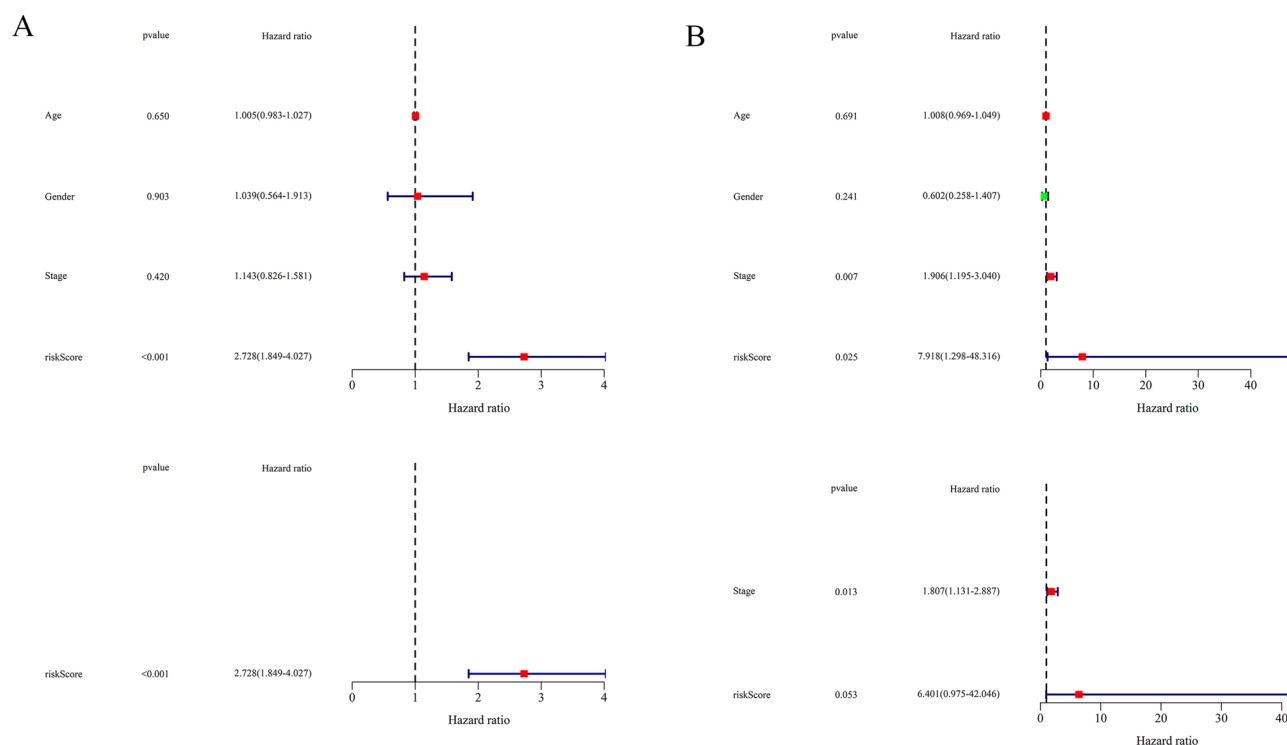 A
pvalue Hazard ratio
Age 0.650 1.005(0.983-1.027)
Gender 0.903 1.039(0.564-1.913)
Stage 0.420 1.143(0.826-1.581)
riskScore <0.001 2.728(1.849-4.027)
0 1 2 3 4
Hazard ratio
pvalue Hazard ratio
riskScore <0.001 2.728(1.849-4.027)
0 1 2 3 4
Hazard ratio
B
pvalue Hazard ratio
Age 0.691 1.008(0.969-1.049)
Gender 0.241 0.602(0.258-1.407)
Stage 0.007 1.906(1.195-3.040)
riskScore 0.025 7.918(1.298-48.316)
0 10 20 30 40
Hazard ratio
pvalue Hazard ratio
Stage 0.013 1.807(1.131-2.887)
riskScore 0.053 6.401(0.975-42.046)
0 10 20 30 40
Hazard ratio